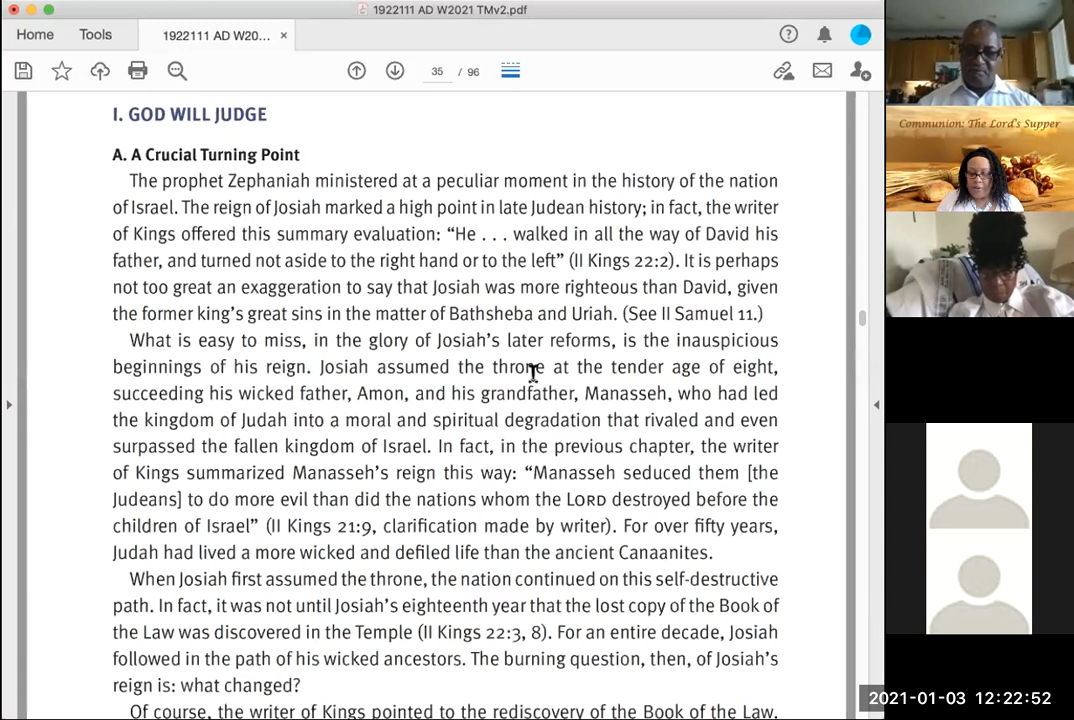 1922111 AD W2021 TMv2.pdf
Home
Tools
1922111 AD W20... ×
35 / 96
I. GOD WILL JUDGE
A. A Crucial Turning Point
The prophet Zephaniah ministered at a peculiar moment in the history of the nation
of Israel. The reign of Josiah marked a high point in late Judean history; in fact, the writer
of Kings offered this summary evaluation: “He . . . walked in all the way of David his
father, and turned not aside to the right hand or to the left” (II Kings 22:2). It is perhaps
not too great an exaggeration to say that Josiah was more righteous than David, given
the former king’s great sins in the matter of Bathsheba and Uriah. (See II Samuel 11.)
What is easy to miss, in the glory of Josiah’s later reforms, is the inauspicious
beginnings of his reign. Josiah assumed the throne at the tender age of eight,
succeeding his wicked father, Amon, and his grandfather, Manasseh, who had led
the kingdom of Judah into a moral and spiritual degradation that rivaled and even
surpassed the fallen kingdom of Israel. In fact, in the previous chapter, the writer
of Kings summarized Manasseh’s reign this way: “Manasseh seduced them [the
Judeans] to do more evil than did the nations whom the LORD destroyed before the
children of Israel” (II Kings 21:9, clarification made by writer). For over fifty years,
Judah had lived a more wicked and defiled life than the ancient Canaanites.
When Josiah first assumed the throne, the nation continued on this self-destructive
path. In fact, it was not until Josiah’s eighteenth year that the lost copy of the Book of
the Law was discovered in the Temple (II Kings 22:3, 8). For an entire decade, Josiah
followed in the path of his wicked ancestors. The burning question, then, of Josiah’s
reign is: what changed?
Of course, the writer of Kings pointed to the rediscovery of the Book of the Law.
Communion: The Lord's Supper
2021-01-03 12:22:52